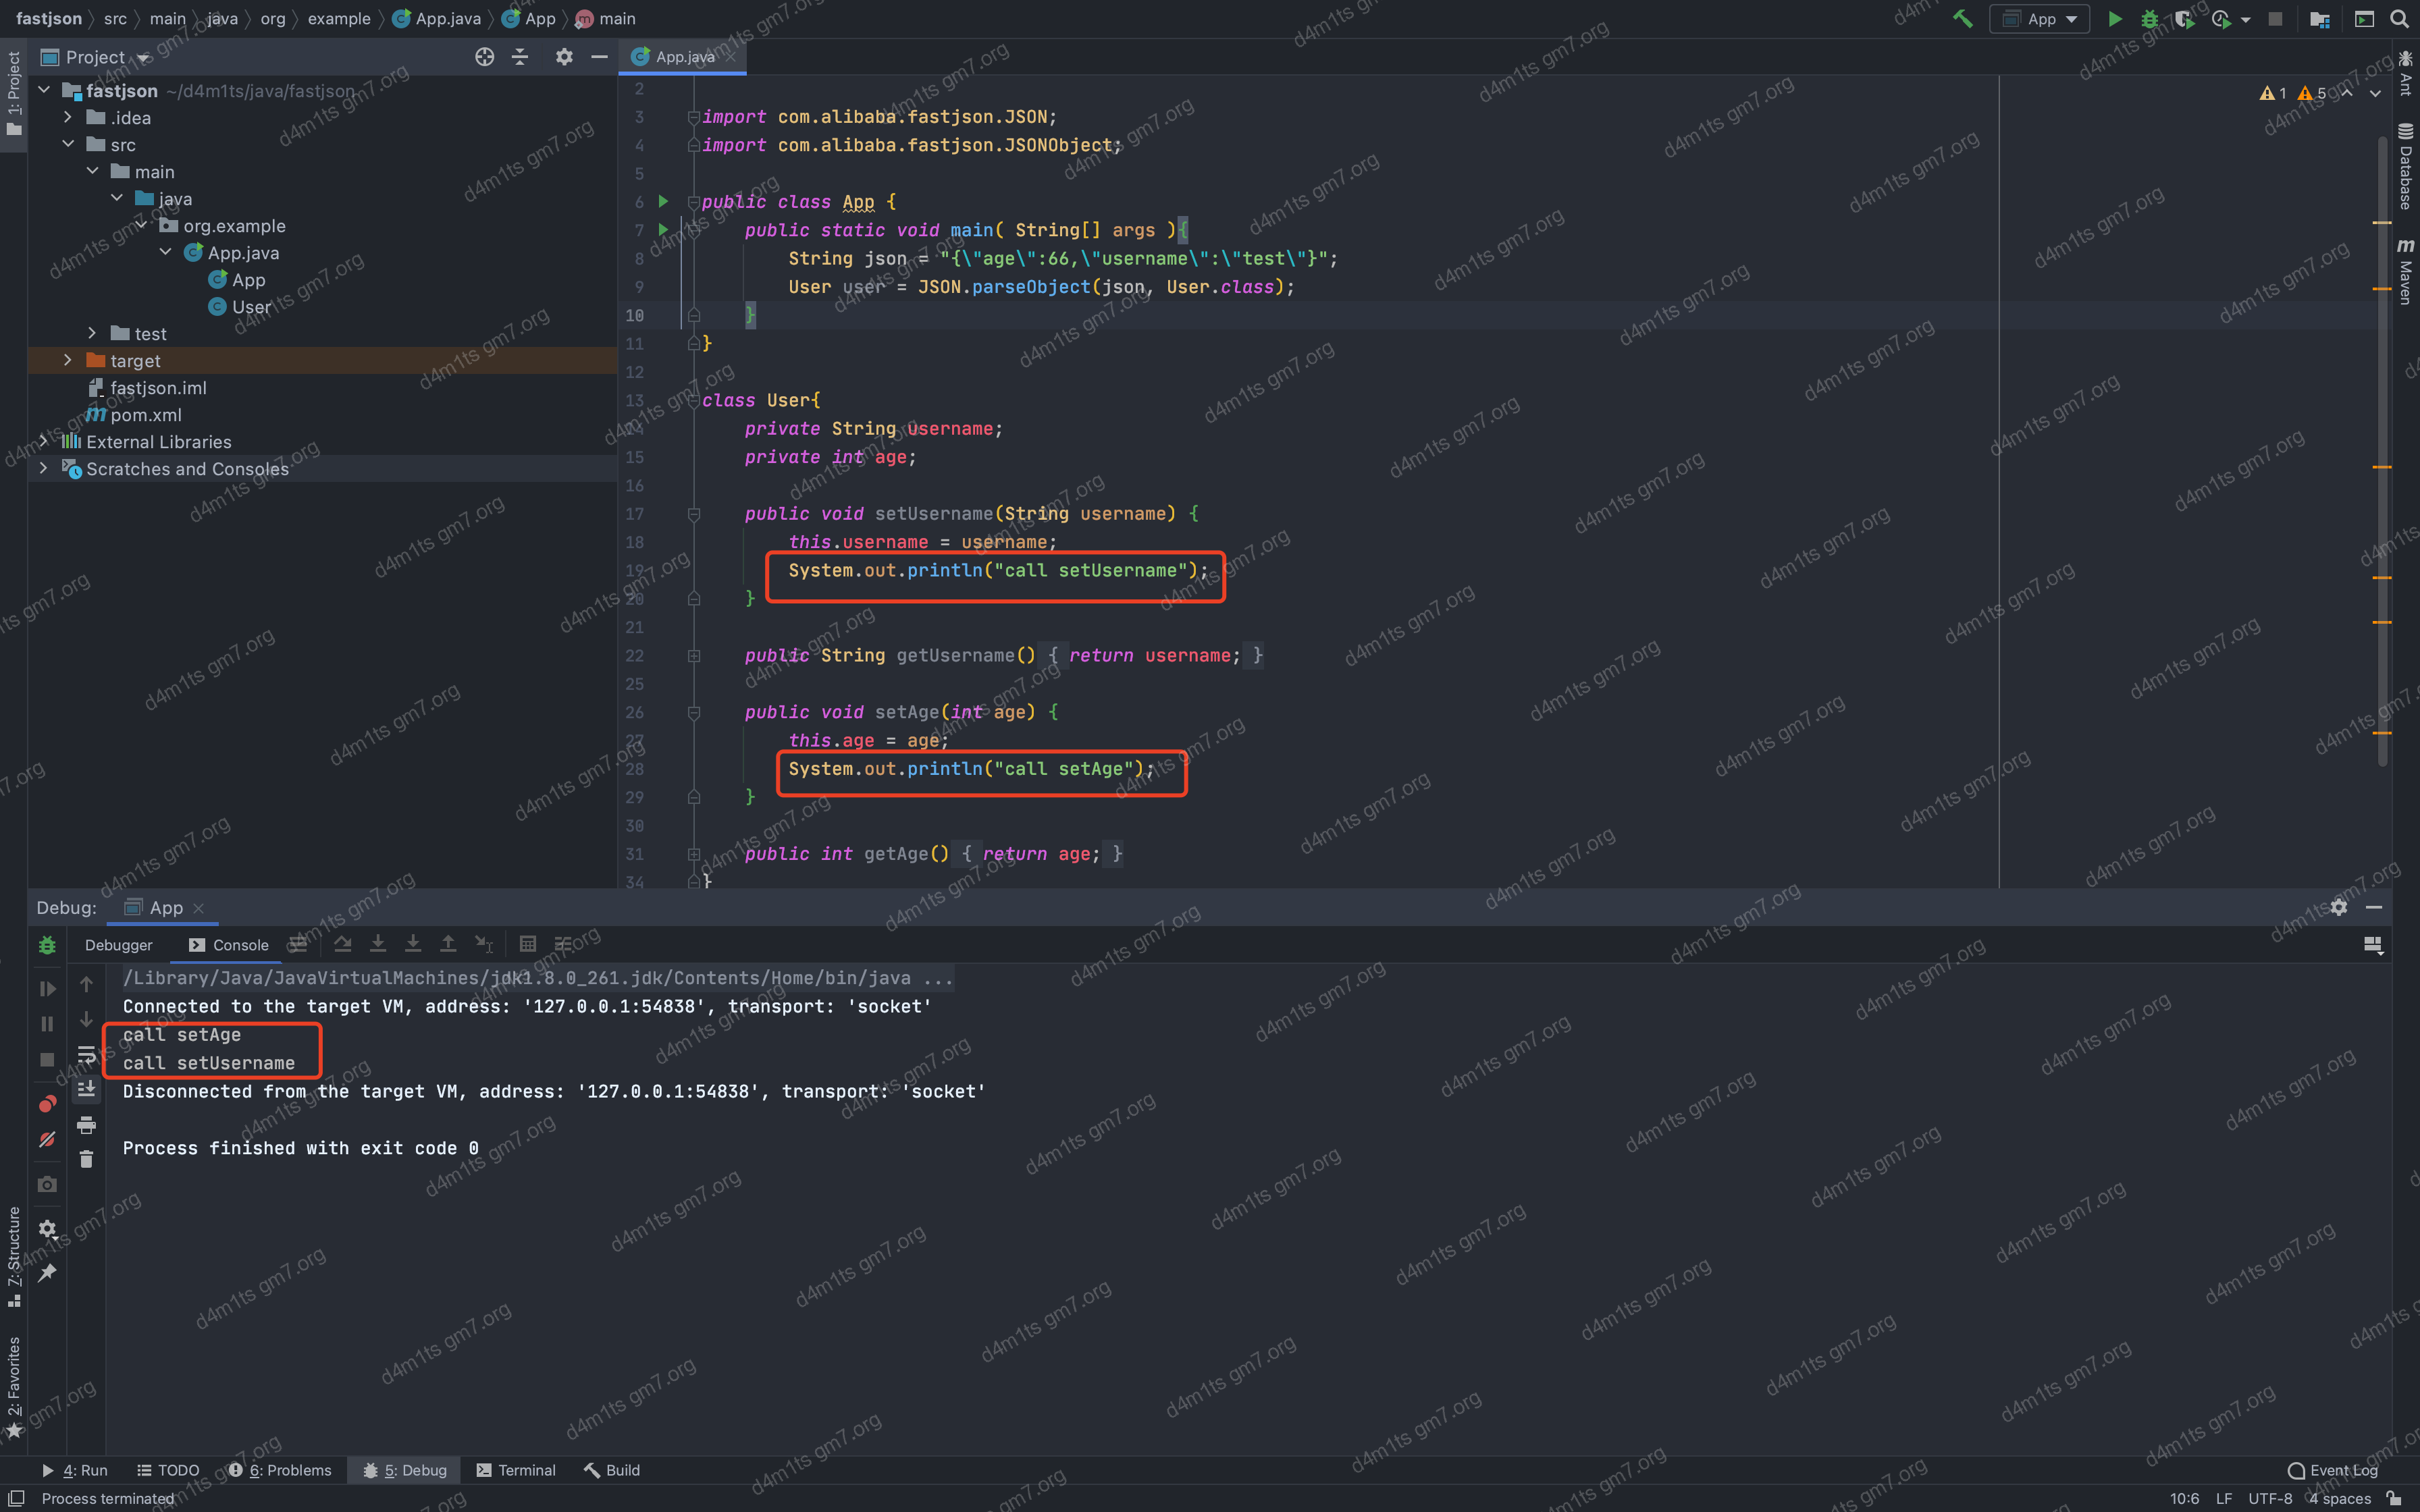 fastjson src main java org example App.java App main
App
1: Project
Project
App.java
fastjson ~/d4m1ts/java/fastjson
.idea
src
main
java
org.example
App.java
App
User
test
target
fastjson.iml
pom.xml
External Libraries
Scratches and Consoles
1 5
2
3 import com.alibaba.fastjson.JSON;
4 import com.alibaba.fastjson.JSONObject;
5
6 public class App {
7 public static void main( String[] args ){
8 String json = "{\"age\":66,\"username\":\"test\"}";
9 User user = JSON.parseObject(json, User.class);
10 }
11 }
12
13 class User{
14 private String username;
15 private int age;
16
17 public void setUsername(String username) {
18 this.username = username;
19 System.out.println("call setUsername");
20 }
21
22 public String getUsername() { return username; }
25
26 public void setAge(int age) {
27 this.age = age;
28 System.out.println("call setAge");
29 }
30
31 public int getAge() { return age; }
34 }
Ant
Database
Maven
Debug: App
Debugger Console
/Library/Java/JavaVirtualMachines/jdk1.8.0_261.jdk/Contents/Home/bin/java ...
Connected to the target VM, address: '127.0.0.1:54838', transport: 'socket'
call setAge
call setUsername
Disconnected from the target VM, address: '127.0.0.1:54838', transport: 'socket'
Process finished with exit code 0
7: Structure
2: Favorites
4: Run TODO 6: Problems 5: Debug Terminal Build Event Log
Process terminated 10:6 LF UTF-8 4 spaces
d4m1ts gm7.org